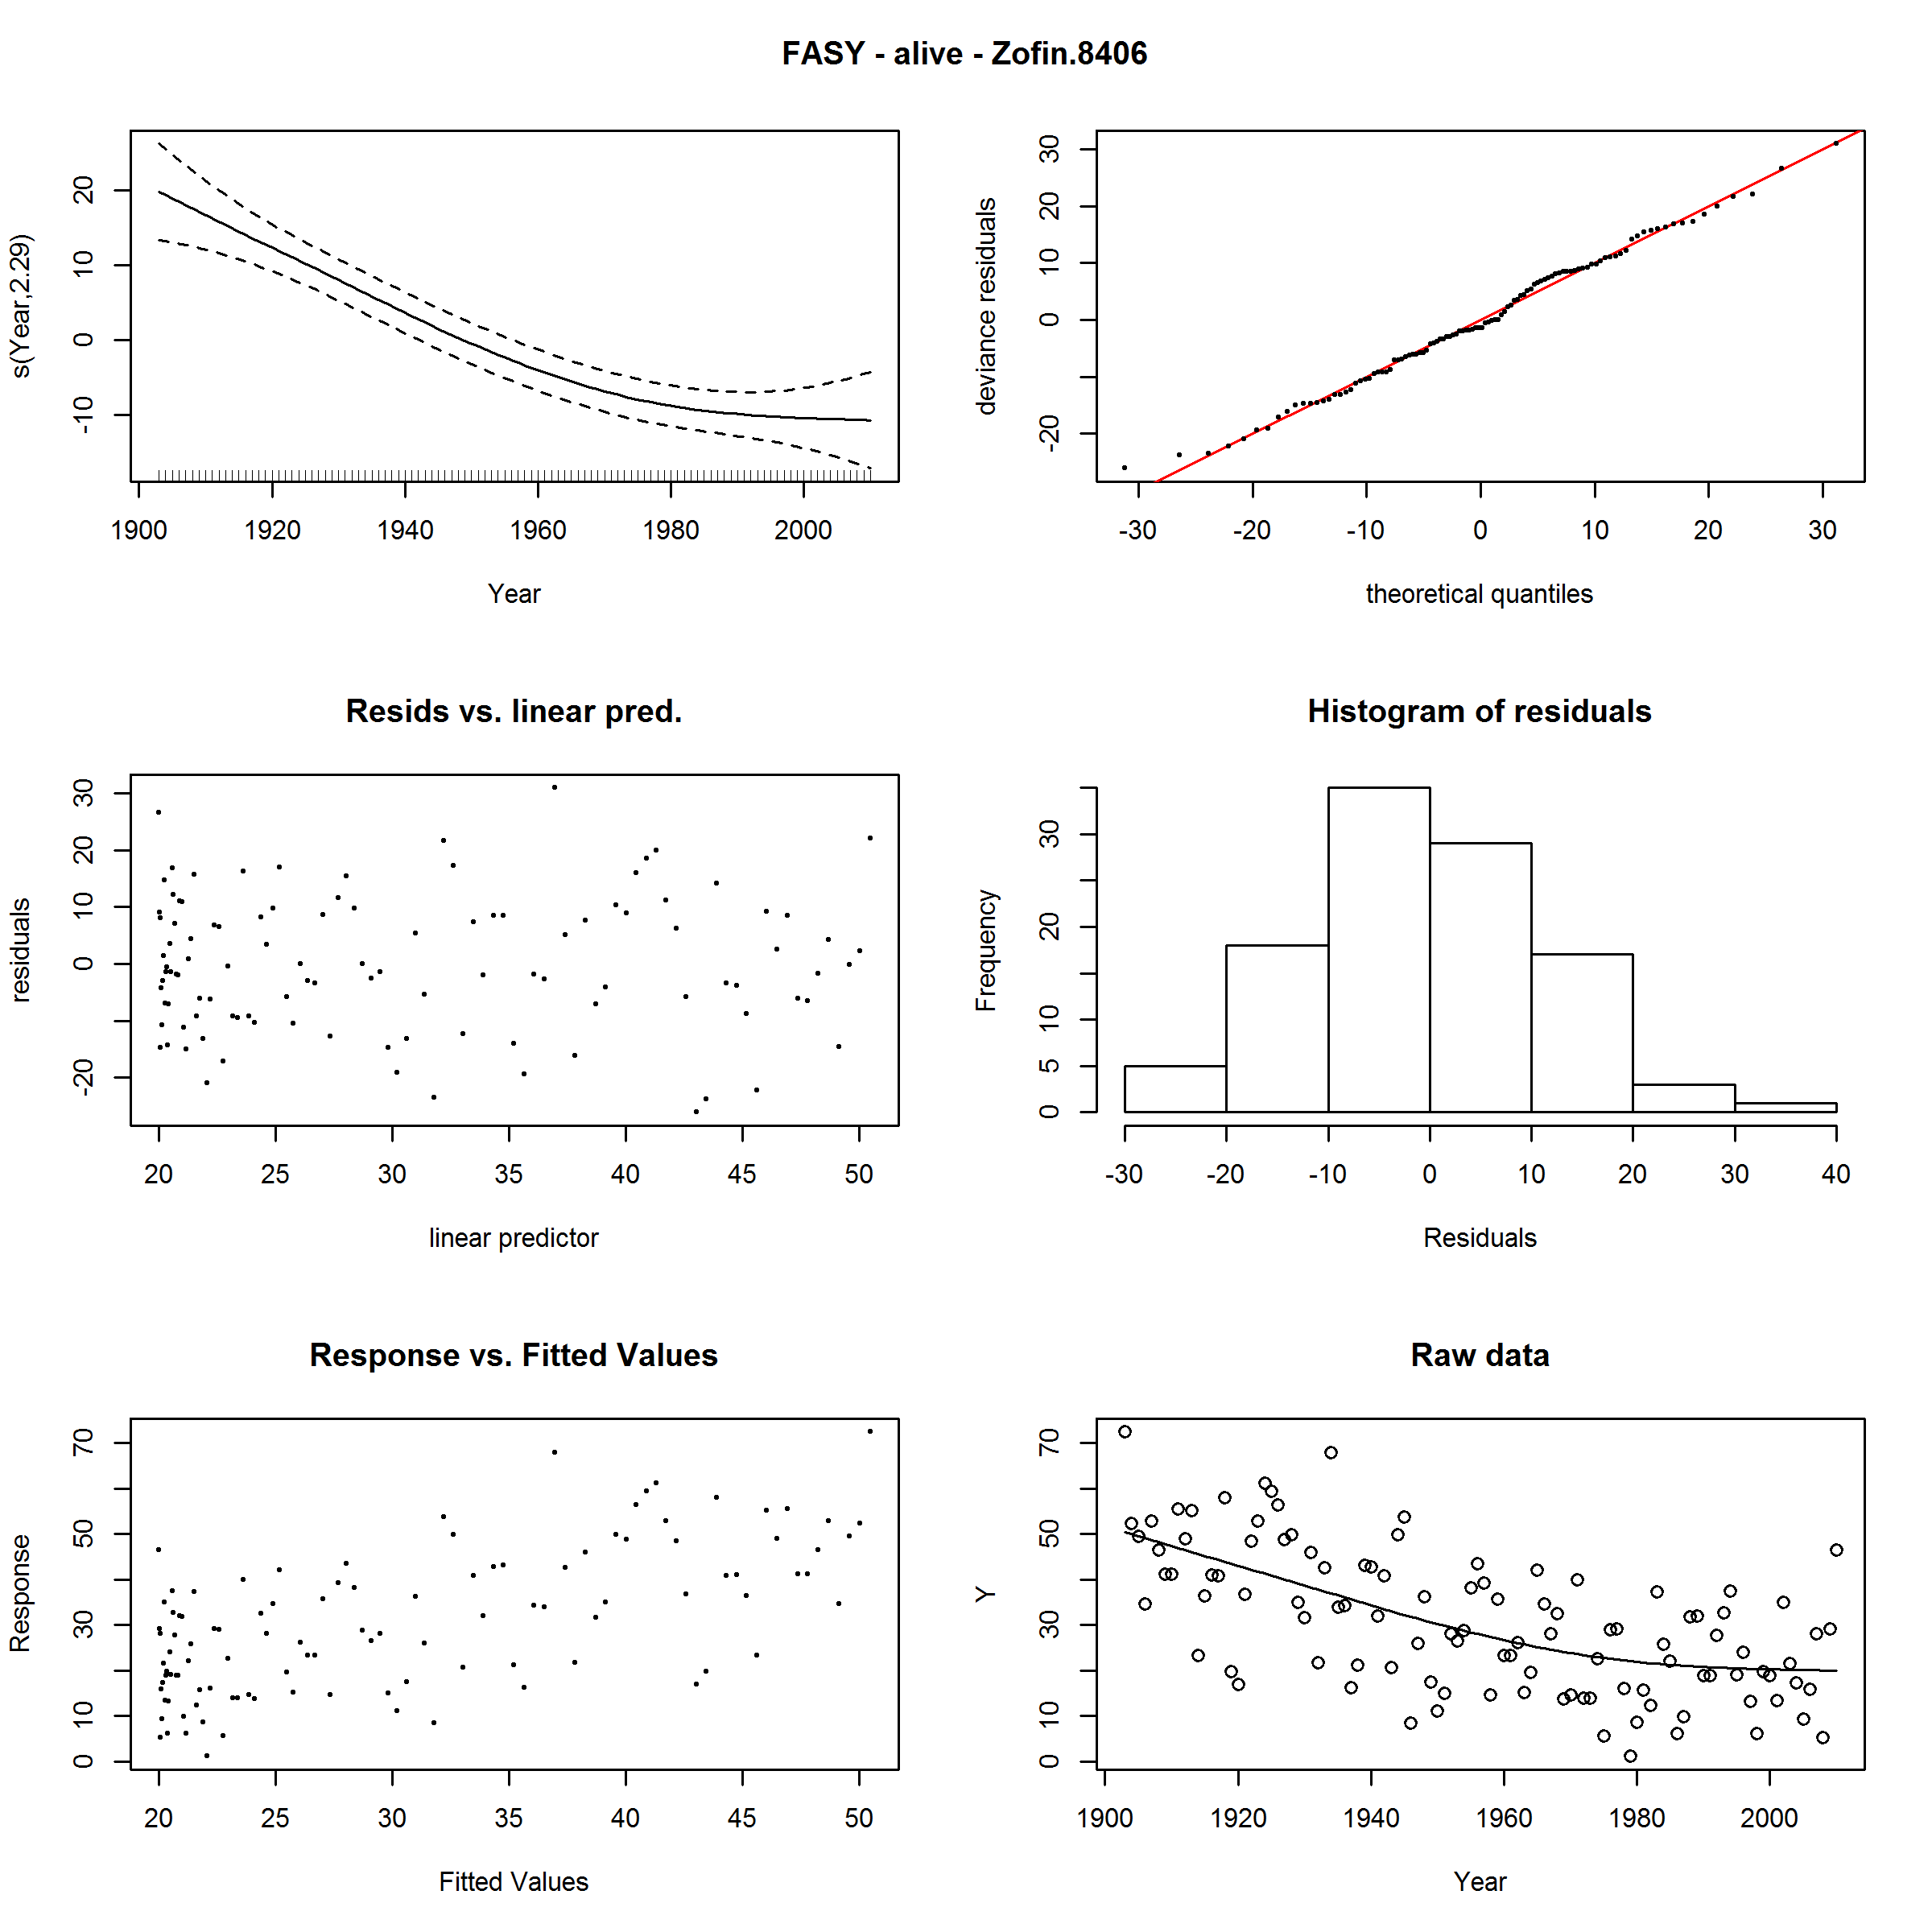 FASY - alive - Zofin.8406
s(Year,2.29)
20
10
0
-10
1900 1920 1940 1960 1980 2000
Year
deviance residuals
30
20
10
0
-20
-30 -20 -10 0 10 20 30
theoretical quantiles
Resids vs. linear pred.
residuals
30
20
10
0
-20
20 25 30 35 40 45 50
linear predictor
Histogram of residuals
Frequency
30
20
10
5
0
-30 -20 -10 0 10 20 30 40
Residuals
Response vs. Fitted Values
Response
70
50
30
10
0
20 25 30 35 40 45 50
Fitted Values
Raw data
Y
70
50
30
10
0
1900 1920 1940 1960 1980 2000
Year